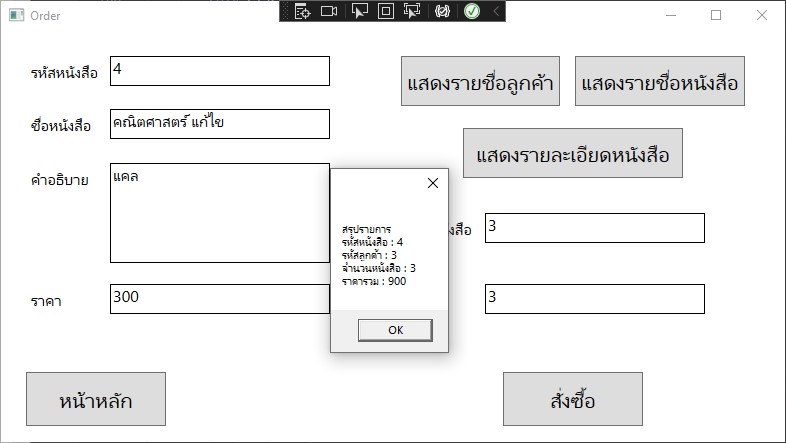 Order
รหัสหนังสือ 4
แสดงรายชื่อลูกค้า แสดงรายชื่อหนังสือ
ชื่อหนังสือ คณิตศาสตร์ แก้ไข
แสดงรายละเอียดหนังสือ
คำอธิบาย แคล
3
สรุปรายการ
รหัสหนังสือ : 4
รหัสลูกค้า : 3
จำนวนหนังสือ : 3
ราคารวม : 900
OK
ราคา 300
3
หน้าหลัก สั่งซื้อ